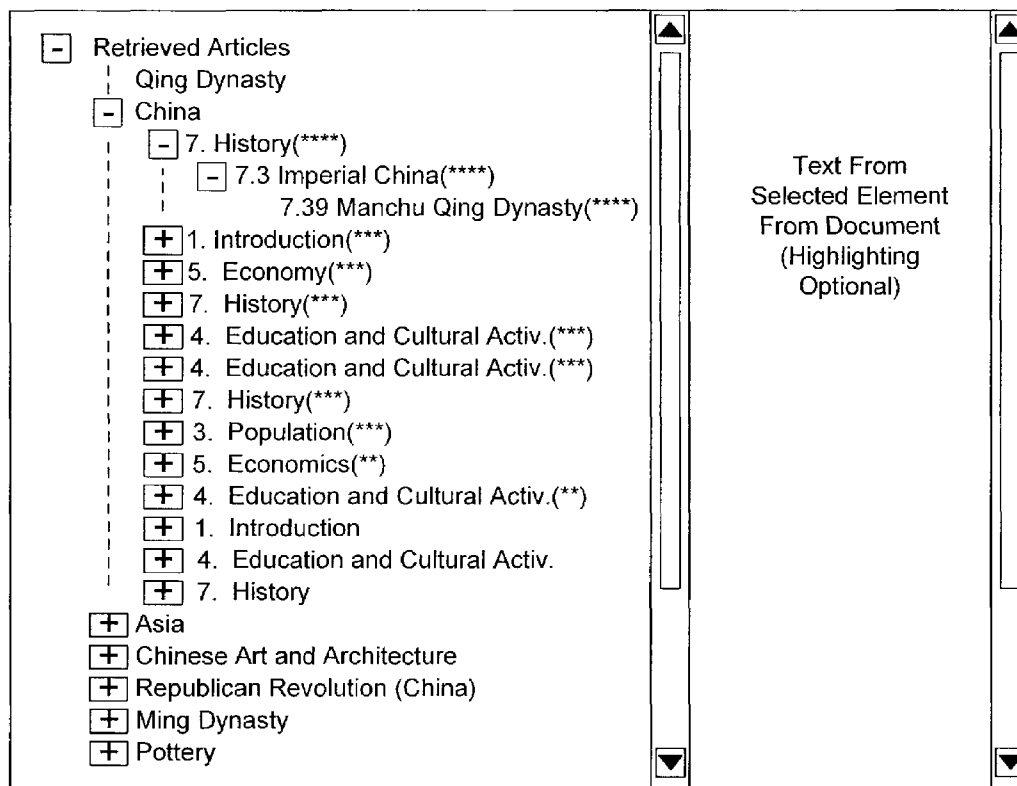 Retrieved Articles
Qing Dynasty
China
7. History(****)
7.3 Imperial China(****)
7.39 Manchu Qing Dynasty(****)
1. Introduction(***)
5. Economy(***)
7. History(***)
4. Education and Cultural Activ.(***)
4. Education and Cultural Activ.(***)
7. History(***)
3. Population(***)
5. Economics(**)
4. Education and Cultural Activ.(**)
1. Introduction
4. Education and Cultural Activ.
7. History
Asia
Chinese Art and Architecture
Republican Revolution (China)
Ming Dynasty
Pottery
Text From
Selected Element
From Document
(Highlighting
Optional)